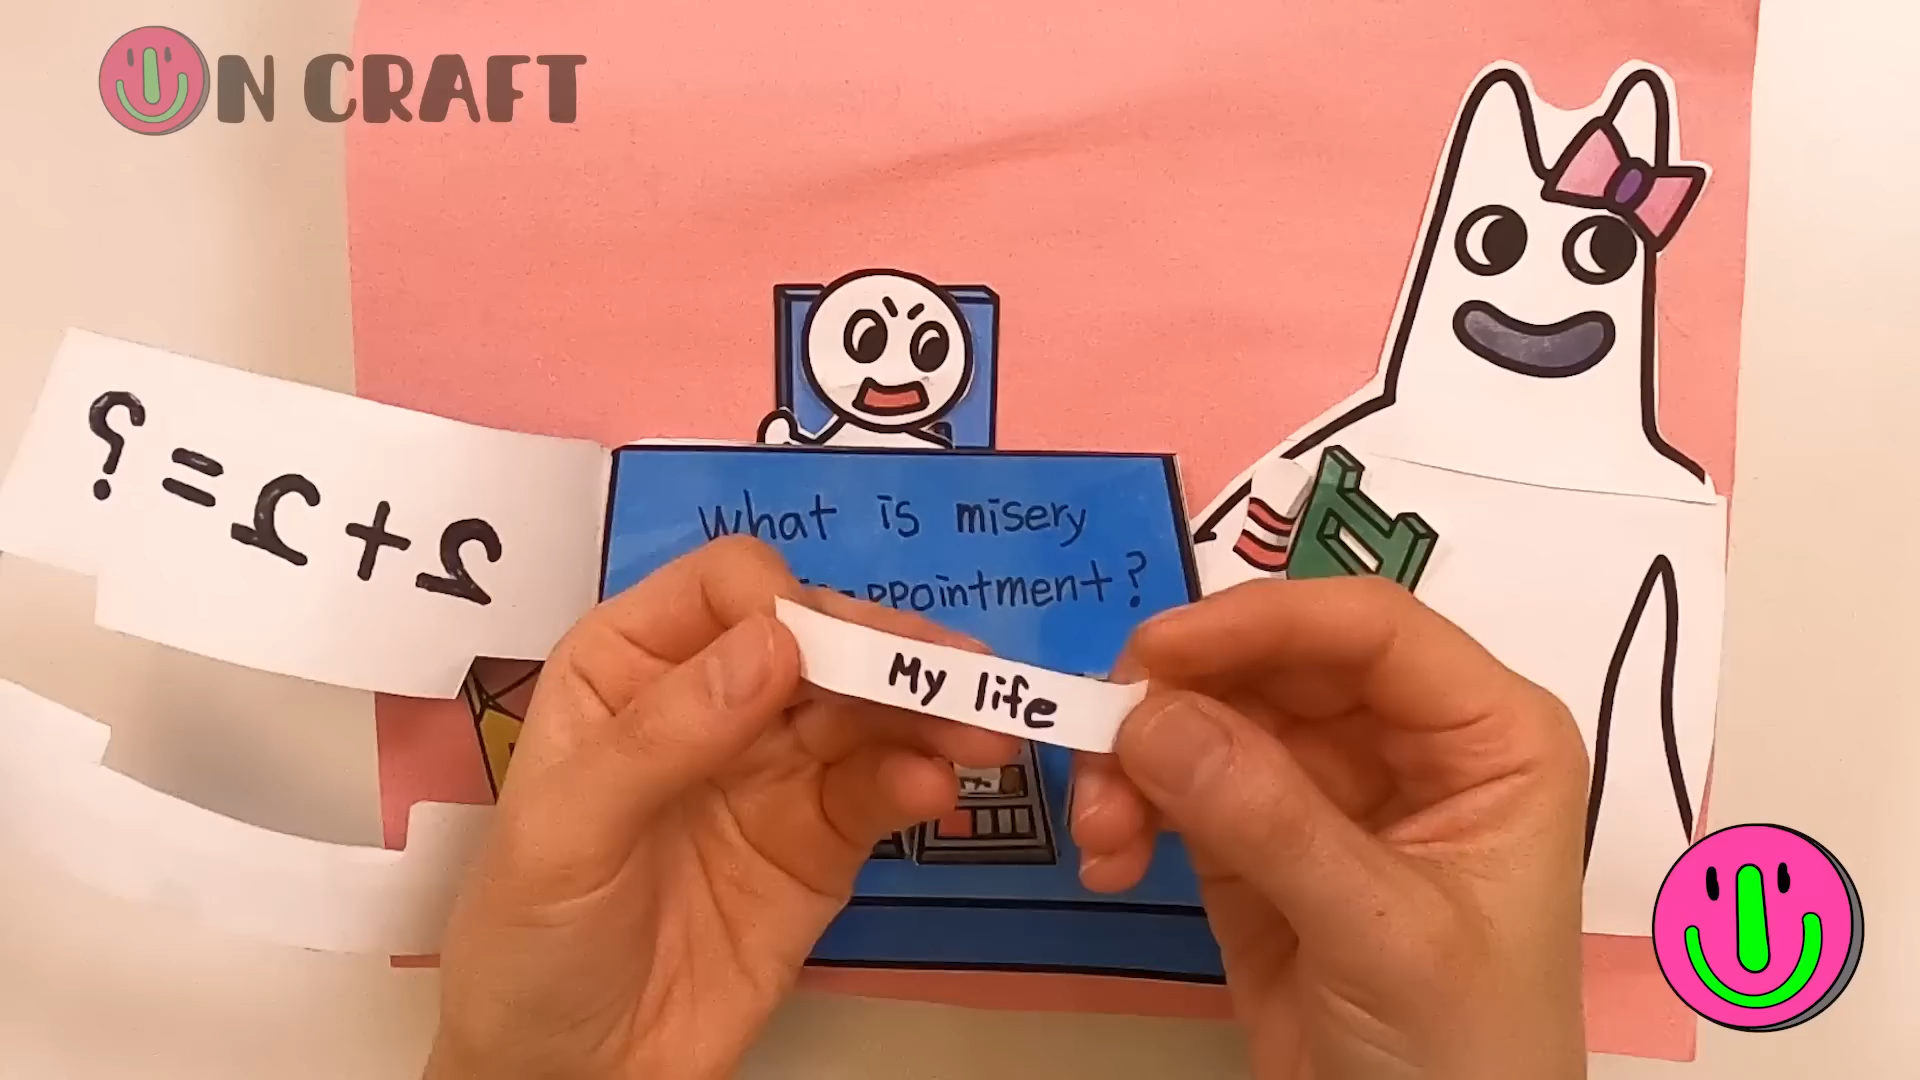 UN CRAFT
2+2=?
What is misery
ppointment?
My life